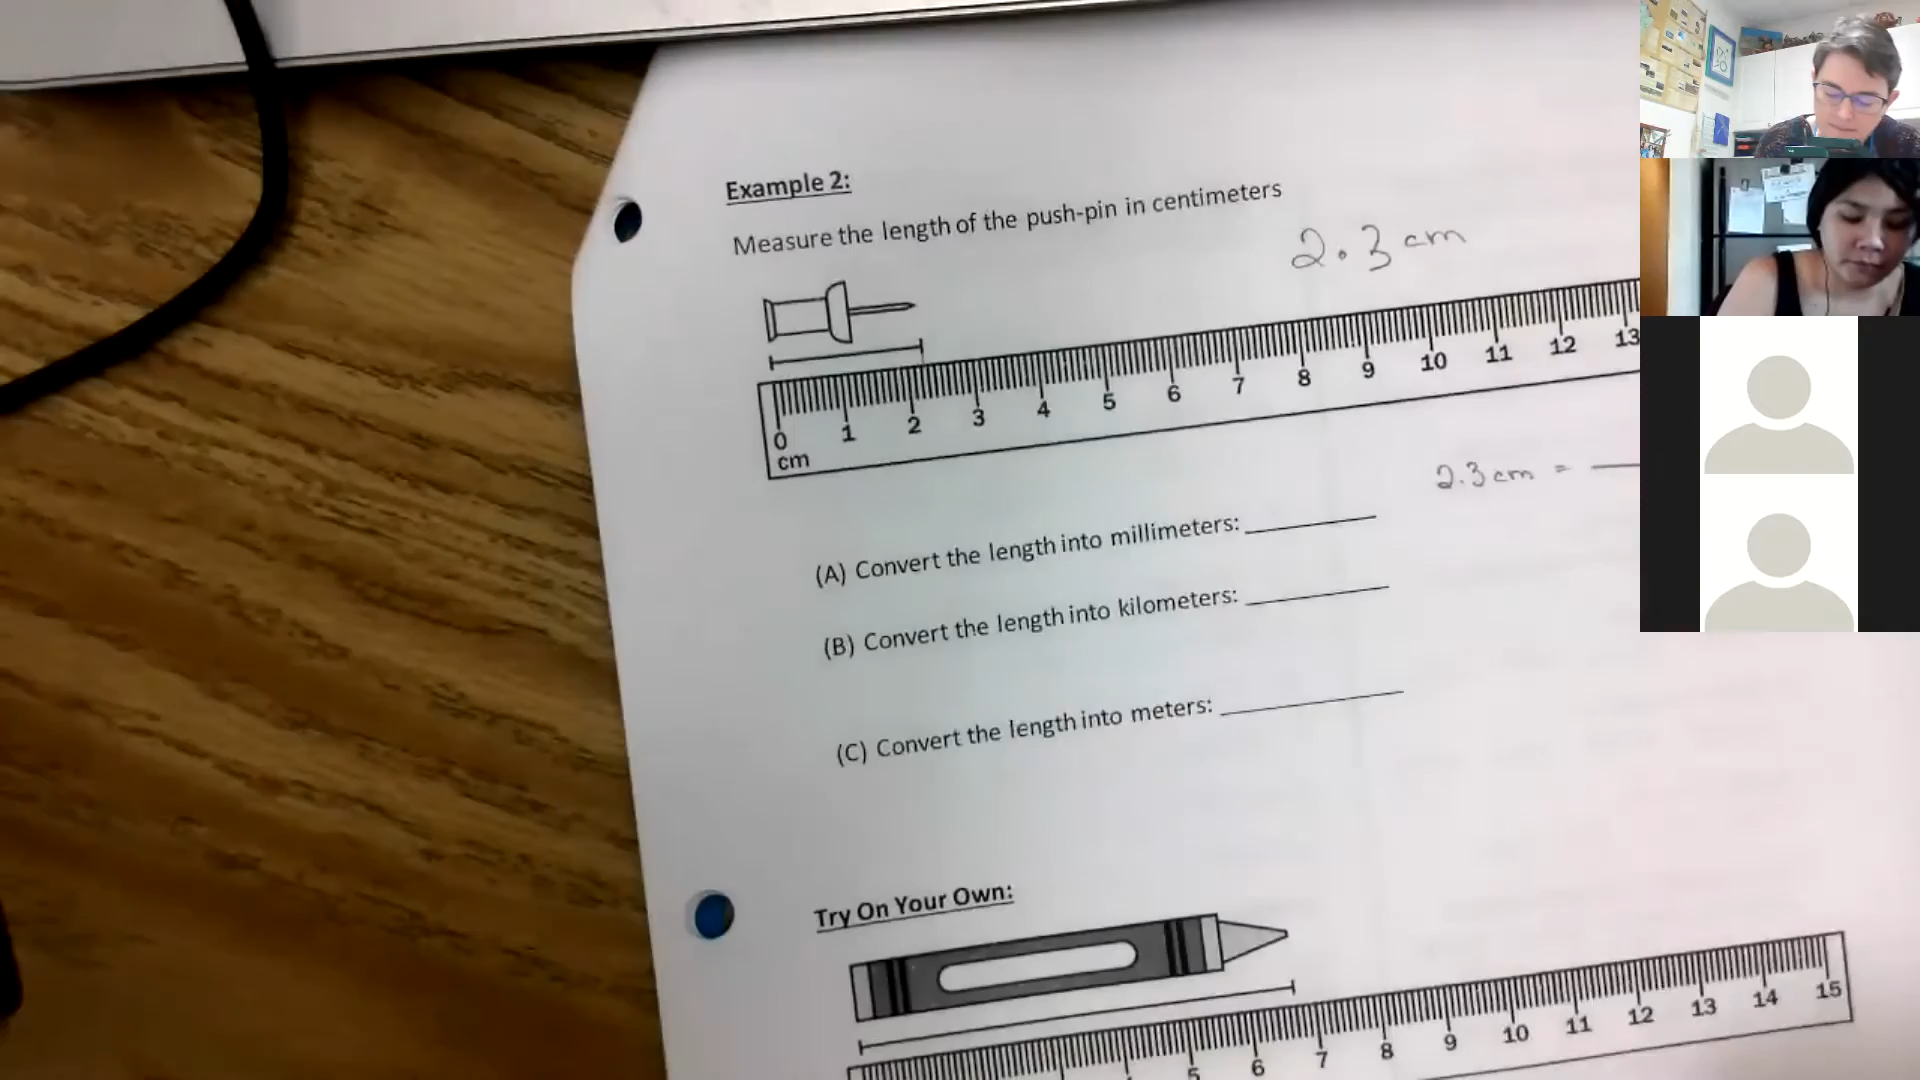 Example 2:
Measure the length of the push-pin in centimeters
2.3 cm
0 1 2 3 4 5 6 7 8 9 10 11 12 13
cm
2.3 cm =
(A) Convert the length into millimeters:
(B) Convert the length into kilometers:
(C) Convert the length into meters:
Try On Your Own:
5 6 7 8 9 10 11 12 13 14 15